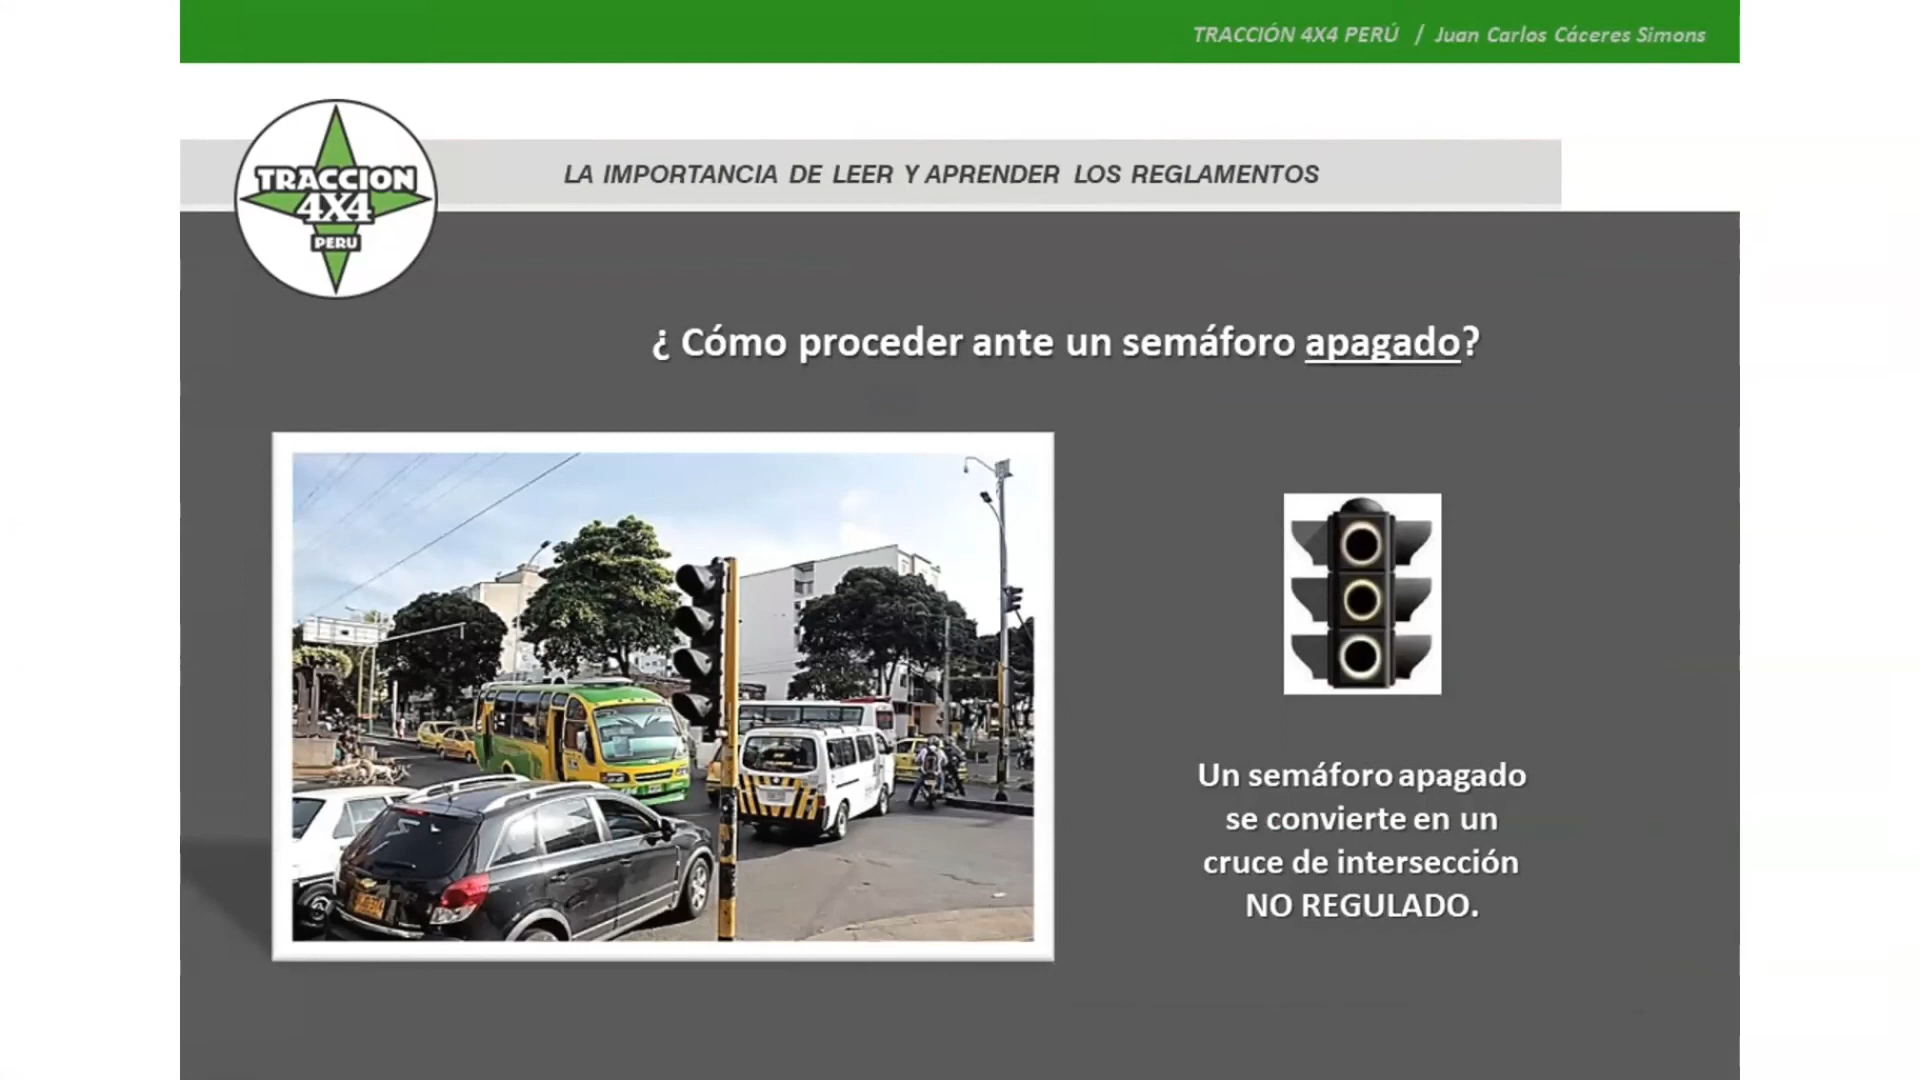 TRACCIÓN 4X4 PERÚ / Juan Carlos Cáceres Simons
TRACCION
4X4
PERU
LA IMPORTANCIA DE LEER Y APRENDER LOS REGLAMENTOS
¿ Cómo proceder ante un semáforo apagado?
Un semáforo apagado
se convierte en un
cruce de intersección
NO REGULADO.